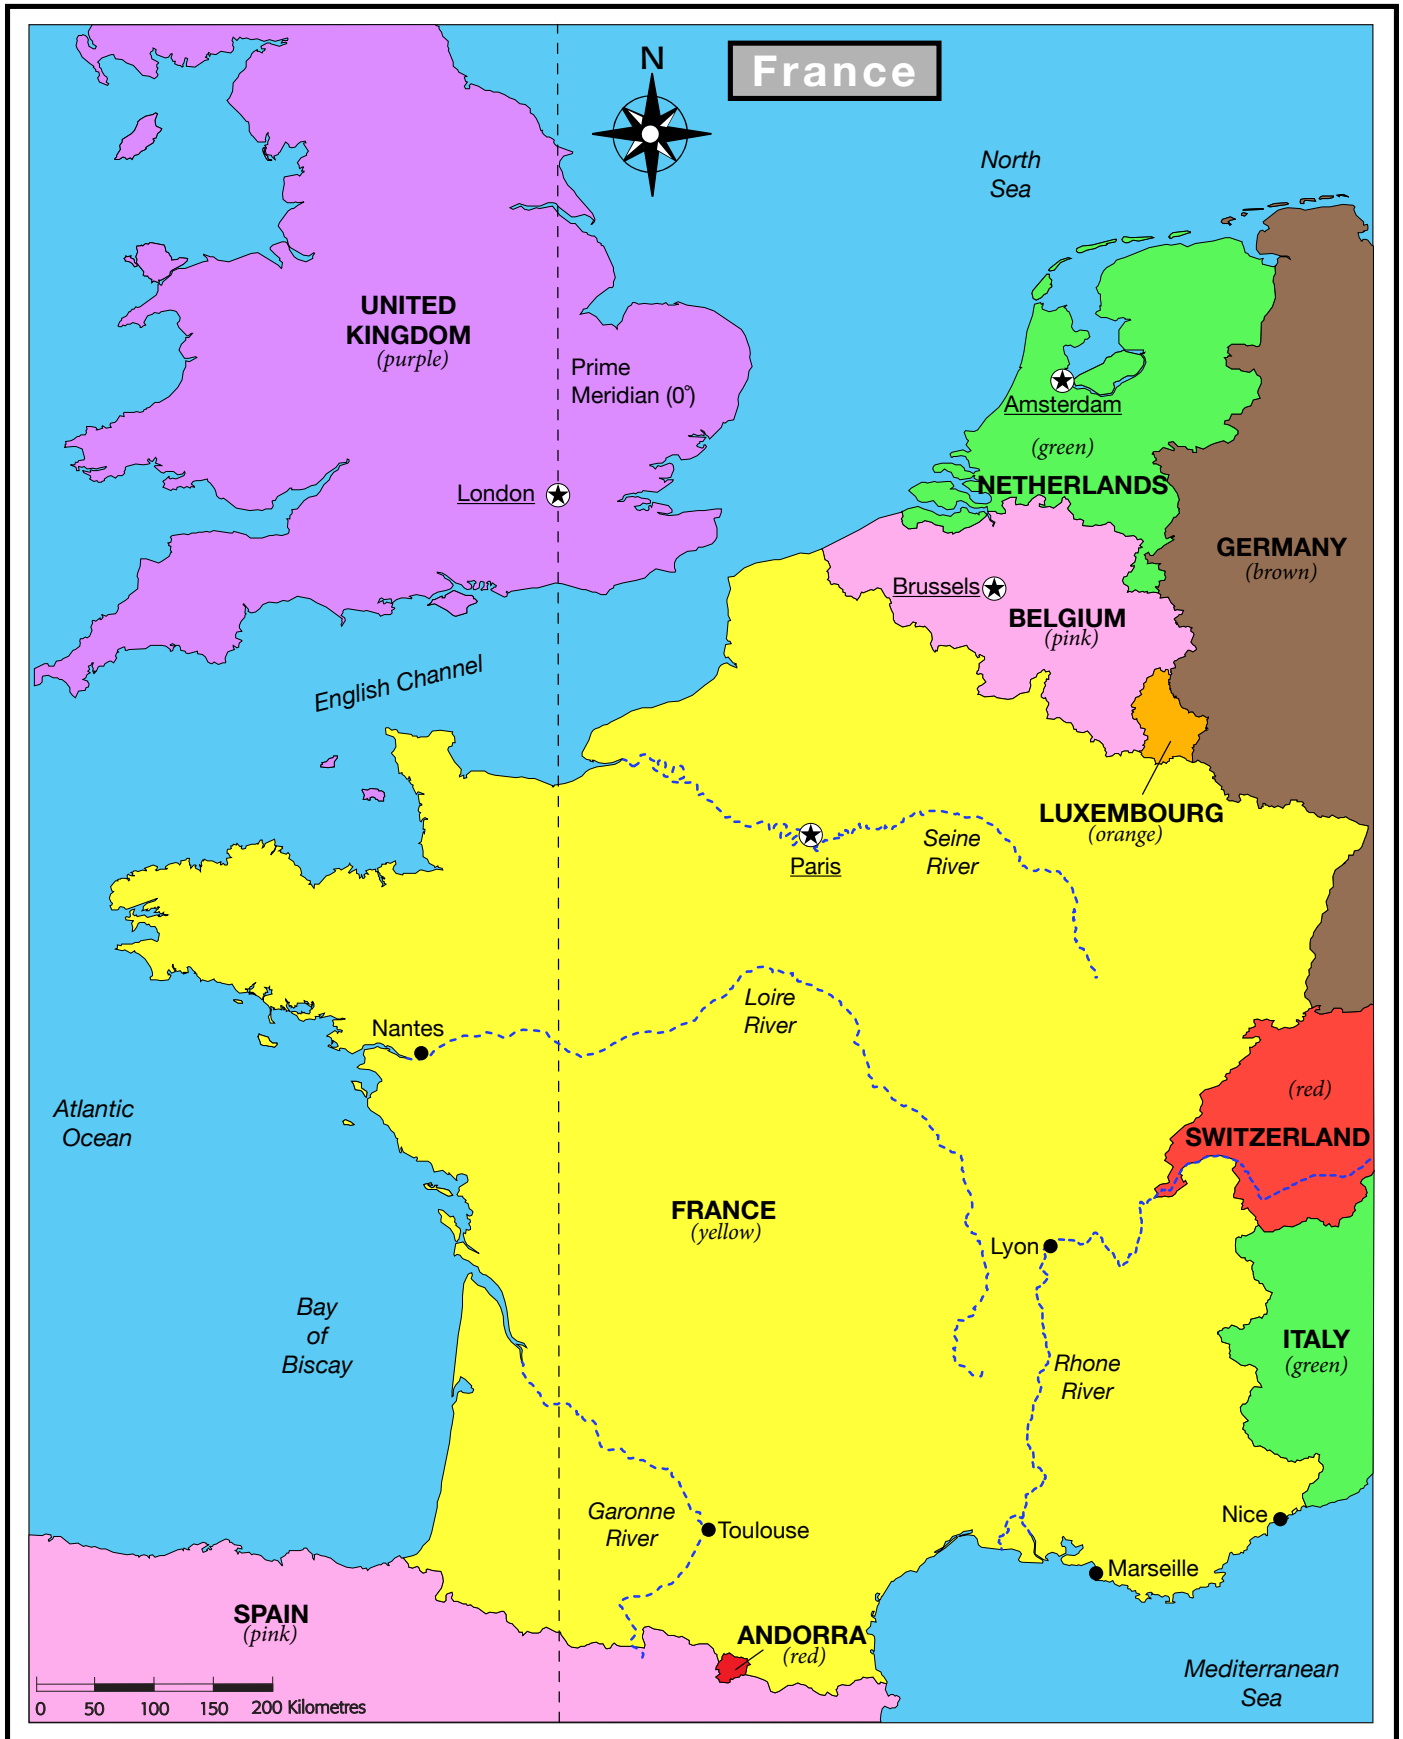 France
N
North
Sea
UNITED
KINGDOM
(purple)
Prime
Meridian (0°)
Amsterdam
(green)
NETHERLANDS
London
GERMANY
(brown)
Brussels
BELGIUM
(pink)
English Channel
LUXEMBOURG
(orange)
Paris
Seine
River
Loire
River
Nantes
Atlantic
Ocean
(red)
SWITZERLAND
FRANCE
(yellow)
Lyon
Bay
of
Biscay
ITALY
(green)
Rhone
River
Garonne
River
Toulouse
Nice
Marseille
SPAIN
(pink)
ANDORRA
(red)
Mediterranean
Sea
0 50 100 150 200 Kilometres